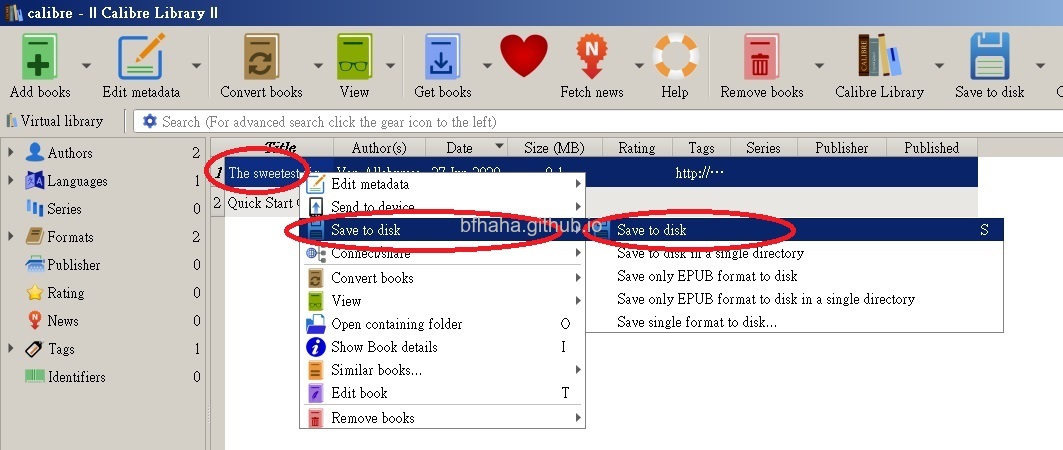 calibre - || Calibre Library ||
Add books
Edit metadata
Convert books
View
Get books
Fetch news
Help
Remove books
Calibre Library
Save to disk
Virtual library
Search (For advanced search click the gear icon to the left)
Authors 2
Languages 1
Series 0
Formats 2
Publisher 0
Rating 0
News 0
Tags 1
Identifiers 0
Title Author(s) Date Size (MB) Rating Tags Series Publisher Published
1 The sweetest 27 Jun 2020 0.1 http://…
2 Quick Start
Edit metadata
Send to device
Save to disk
Connect/share
Convert books
View
Open containing folder O
Show Book details I
Similar books...
Edit book T
Remove books
bfhaha.github.io
Save to disk S
Save to disk in a single directory
Save only EPUB format to disk
Save only EPUB format to disk in a single directory
Save single format to disk...